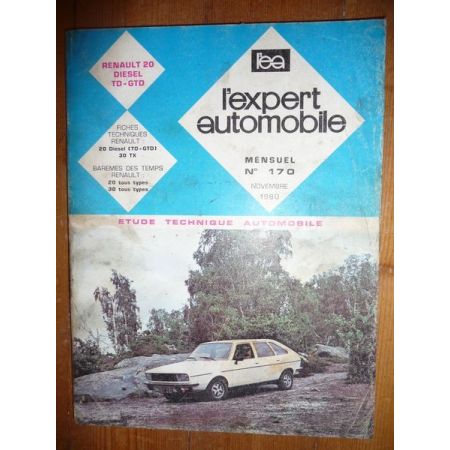 RENAULT 20
DIESEL
TD-GTD
l'ea
l'expert
automobile
FICHES
TECHNIQUES
RENAULT :
20 Diesel (TD-GTD)
30 TX
BAREMES DES TEMPS
RENAULT :
20 tous types
30 tous types
MENSUEL
N° 170
NOVEMBRE
1980
ETUDE TECHNIQUE AUTOMOBILE